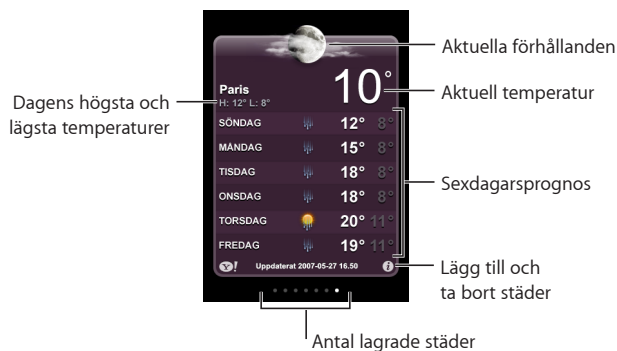 Aktuella förhållanden
Paris
H: 12° L: 8°
10°
Aktuell temperatur
Dagens högsta och
lägsta temperaturer
SÖNDAG 12° 8°
MÅNDAG 15° 8°
TISDAG 18° 8°
ONSDAG 18° 8°
TORSDAG 20° 11°
FREDAG 19° 11°
Sexdagarsprognos
Y! Uppdaterat 2007-05-27 16.50 i
Lägg till och
ta bort städer
Antal lagrade städer